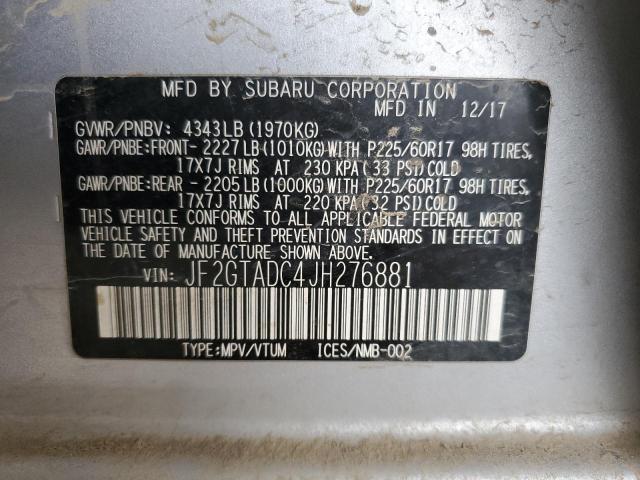 MFD BY SUBARU CORPORATION
MFD IN 12/17
GVWR/PNBV: 4343LB(1970KG)
GAWR/PNBE:FRONT- 2227LB(1010KG)WITH P225/60R17 98H TIRES,
17X7J RIMS AT 230 KPA(33 PSI)COLD
GAWR/PNBE:REAR - 2205LB(1000KG)WITH P225/60R17 98H TIRES,
17X7J RIMS AT 220 KPA(32 PSI)COLD
THIS VEHICLE CONFORMS TO ALL APPLICABLE FEDERAL MOTOR
VEHICLE SAFETY AND THEFT PREVENTION STANDARDS IN EFFECT ON
THE DATE OF MANUFACTURE SHOWN ABOVE.
VIN: JF2GTADC4JH276881
TYPE:MPV/VTUM ICES/NMB-002